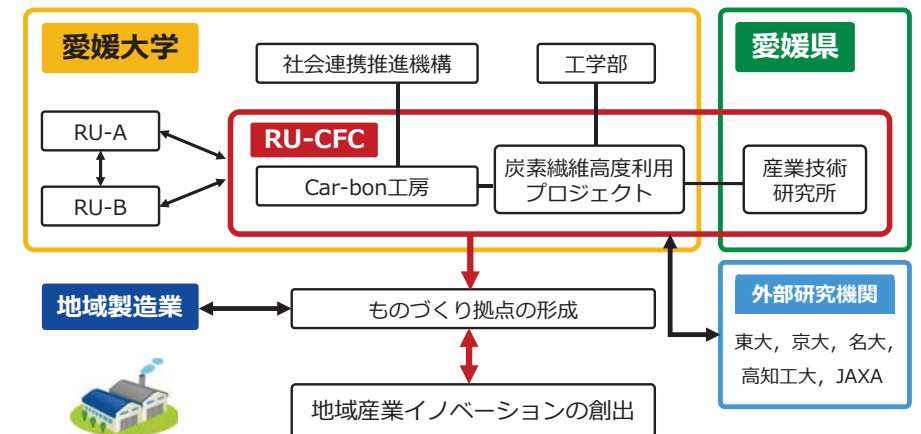 愛媛大学
愛媛県
社会連携推進機構
工学部
RU-A
RU-B
RU-CFC
Car-bon工房
炭素繊維高度利用
プロジェクト
産業技術
研究所
地域製造業
ものづくり拠点の形成
外部研究機関
東大，京大，名大，
高知工大，JAXA
地域産業イノベーションの創出